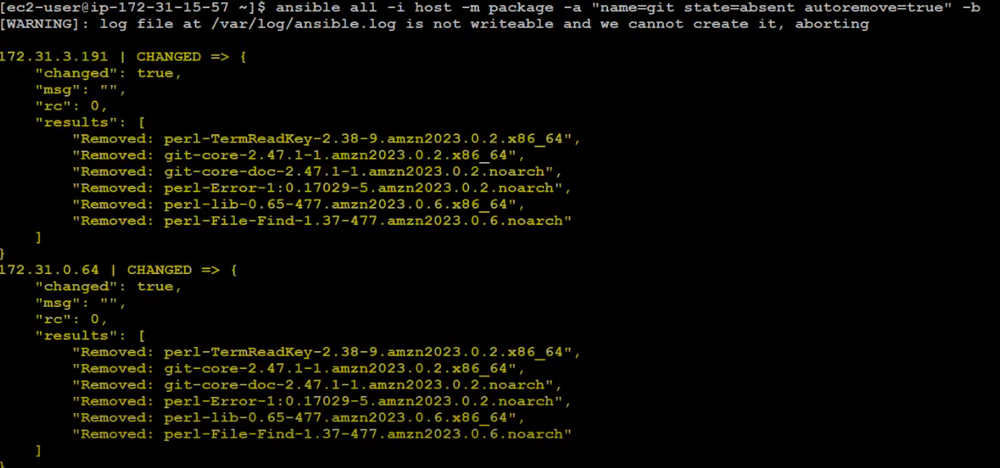 [ec2-user@ip-172-31-15-57 ~]$ ansible all -i host -m package -a "name=git state=absent autoremove=true" -b
[WARNING]: log file at /var/log/ansible.log is not writeable and we cannot create it, aborting
172.31.3.191 | CHANGED => {
    "changed": true,
    "msg": "",
    "rc": 0,
    "results": [
        "Removed: perl-TermReadKey-2.38-9.amzn2023.0.2.x86_64",
        "Removed: git-core-2.47.1-1.amzn2023.0.2.x86_64",
        "Removed: git-core-doc-2.47.1-1.amzn2023.0.2.noarch",
        "Removed: perl-Error-1:0.17029-5.amzn2023.0.2.noarch",
        "Removed: perl-lib-0.65-477.amzn2023.0.6.x86_64",
        "Removed: perl-File-Find-1.37-477.amzn2023.0.6.noarch"
    ]
}
172.31.0.64 | CHANGED => {
    "changed": true,
    "msg": "",
    "rc": 0,
    "results": [
        "Removed: perl-TermReadKey-2.38-9.amzn2023.0.2.x86_64",
        "Removed: git-core-2.47.1-1.amzn2023.0.2.x86_64",
        "Removed: git-core-doc-2.47.1-1.amzn2023.0.2.noarch",
        "Removed: perl-Error-1:0.17029-5.amzn2023.0.2.noarch",
        "Removed: perl-lib-0.65-477.amzn2023.0.6.x86_64",
        "Removed: perl-File-Find-1.37-477.amzn2023.0.6.noarch"
    ]
}